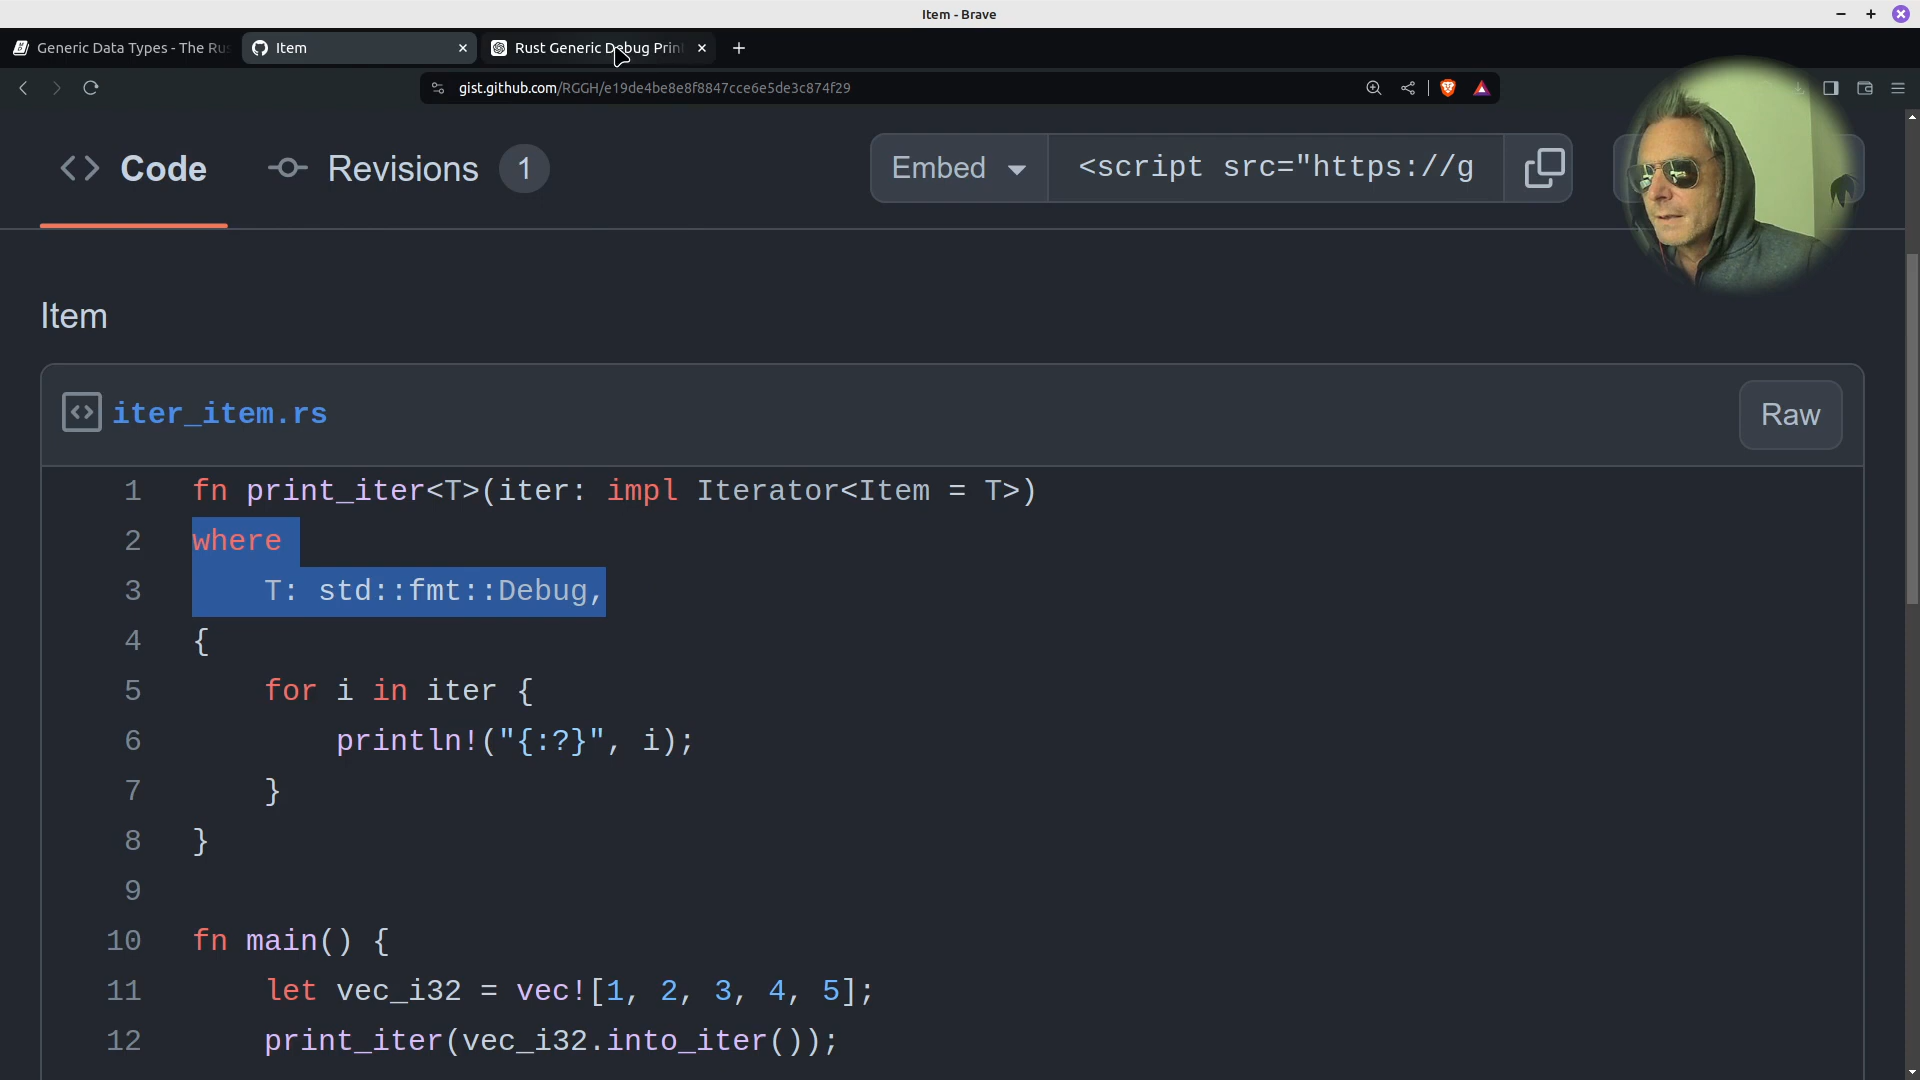 Item - Brave
Generic Data Types - The Rus
Item
Rust Generic Debug Prin
gist.github.com/RGGH/e19de4be8e8f8847cce6e5de3c874f29
Code
Revisions
1
Embed
<script src="https://g
Item
iter_item.rs
Raw
1 fn print_iter<T>(iter: impl Iterator<Item = T>)
2 where
3     T: std::fmt::Debug,
4 {
5     for i in iter {
6         println!("{:?}", i);
7     }
8 }
9
10 fn main() {
11     let vec_i32 = vec![1, 2, 3, 4, 5];
12     print_iter(vec_i32.into_iter());